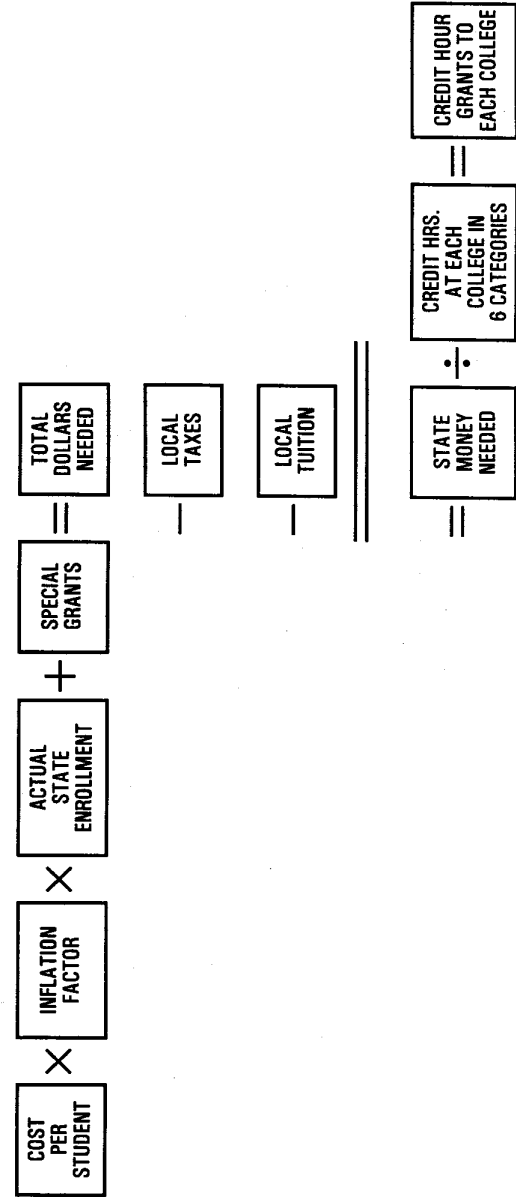 COST
PER
STUDENT
×
INFLATION
FACTOR
×
ACTUAL
STATE
ENROLLMENT
+
SPECIAL
GRANTS
=
TOTAL
DOLLARS
NEEDED
–
LOCAL
TAXES
–
LOCAL
TUITION
=
STATE
MONEY
NEEDED
÷
CREDIT HRS.
AT EACH
COLLEGE IN
6 CATEGORIES
=
CREDIT HOUR
GRANTS TO
EACH COLLEGE